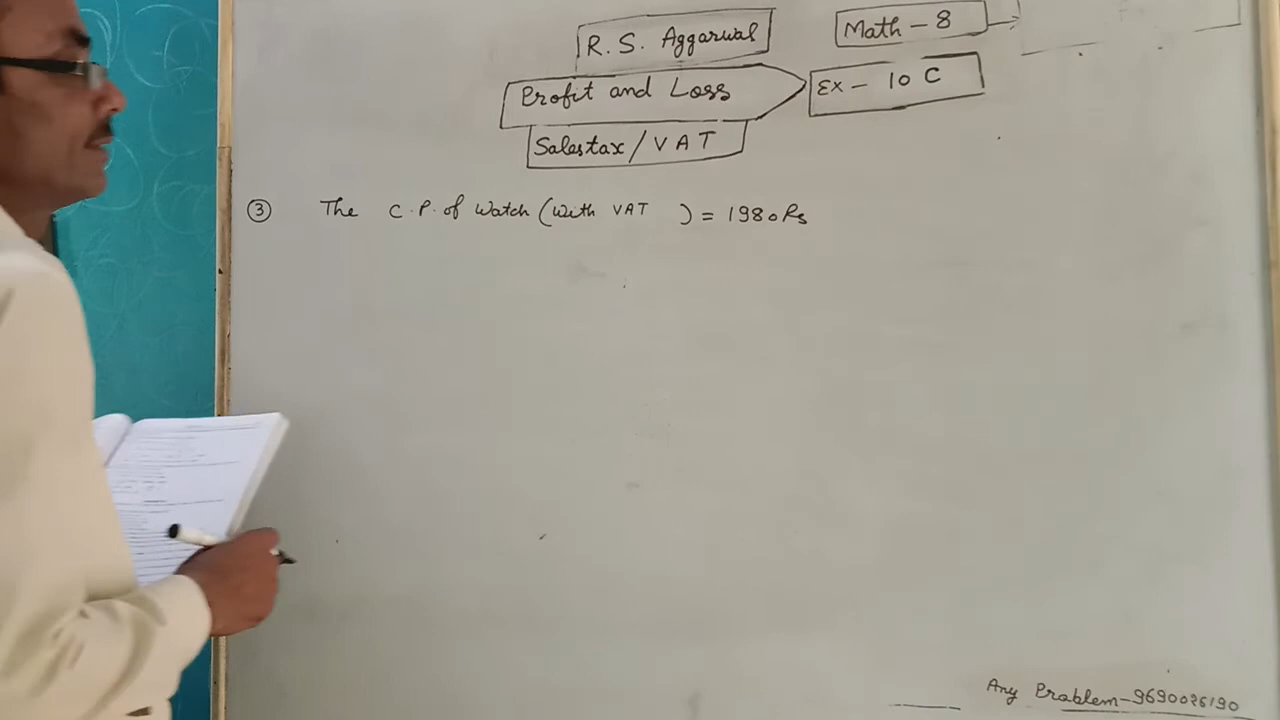 R. S. Aggarwal
Math - 8
Profit and Loss
Ex - 10 C
Salestax / VAT
③ The C.P. of Watch (With VAT ) = 1980 Rs
Any Problem-9690026190